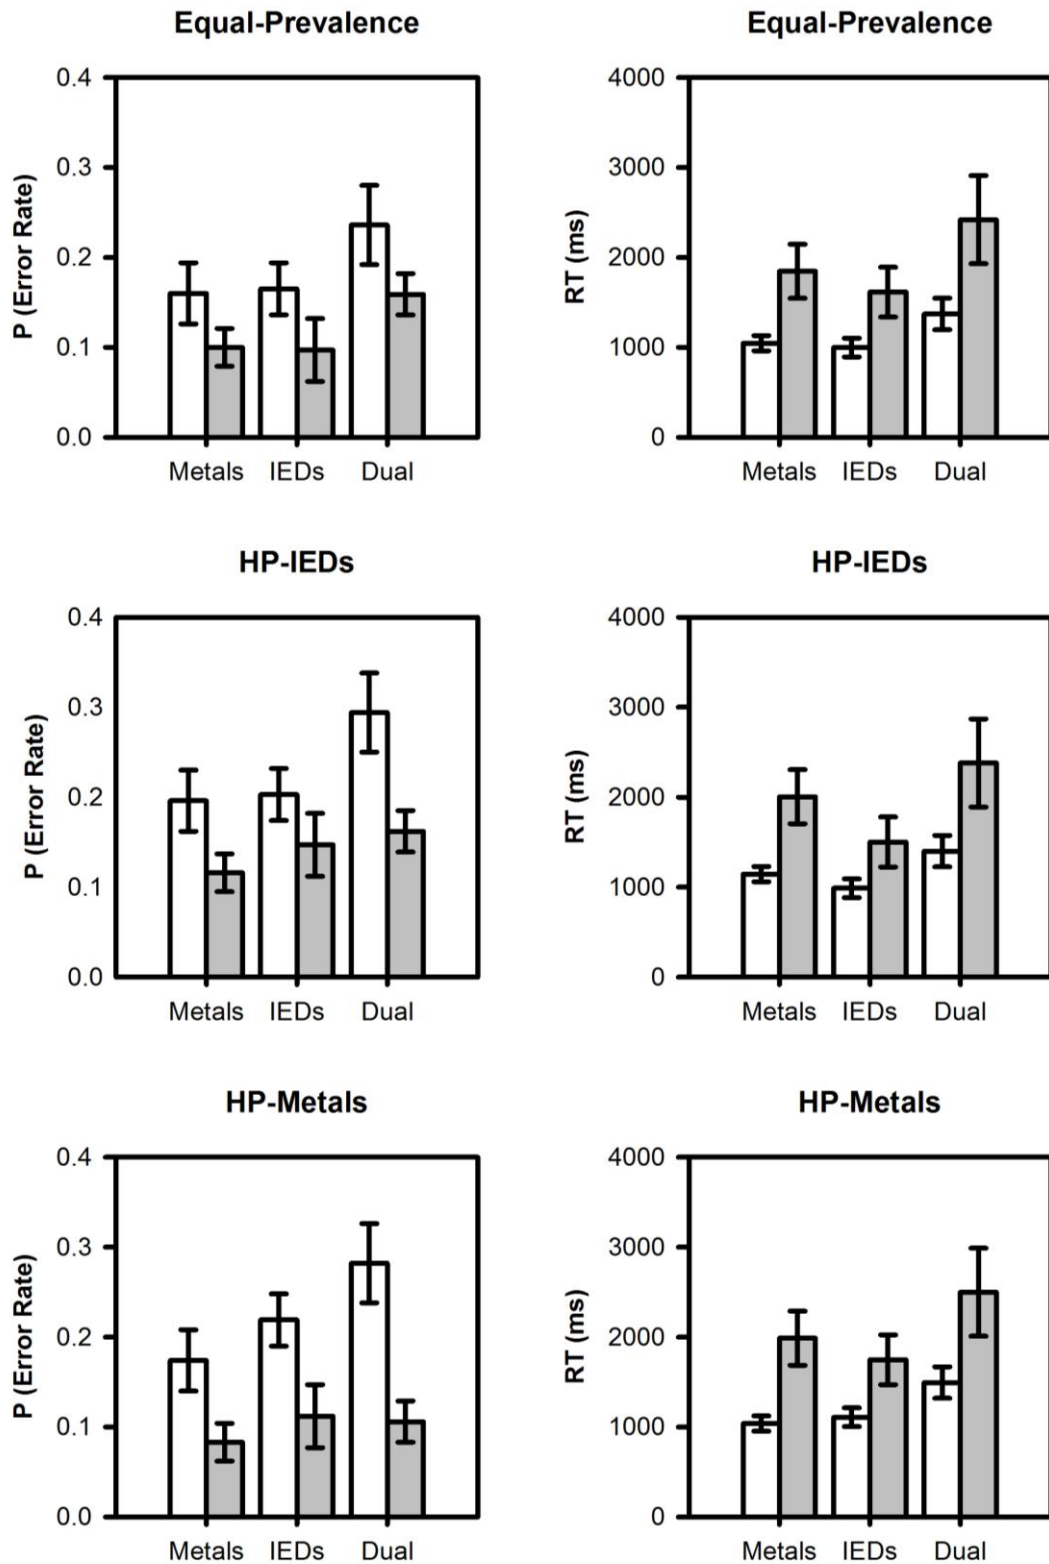 Equal-Prevalence
P (Error Rate)
0.4
0.3
0.2
0.1
0.0
Metals IEDs Dual
Equal-Prevalence
RT (ms)
4000
3000
2000
1000
0
Metals IEDs Dual
HP-IEDs
P (Error Rate)
0.4
0.3
0.2
0.1
0.0
Metals IEDs Dual
HP-IEDs
RT (ms)
4000
3000
2000
1000
0
Metals IEDs Dual
HP-Metals
P (Error Rate)
0.4
0.3
0.2
0.1
0.0
Metals IEDs Dual
HP-Metals
RT (ms)
4000
3000
2000
1000
0
Metals IEDs Dual